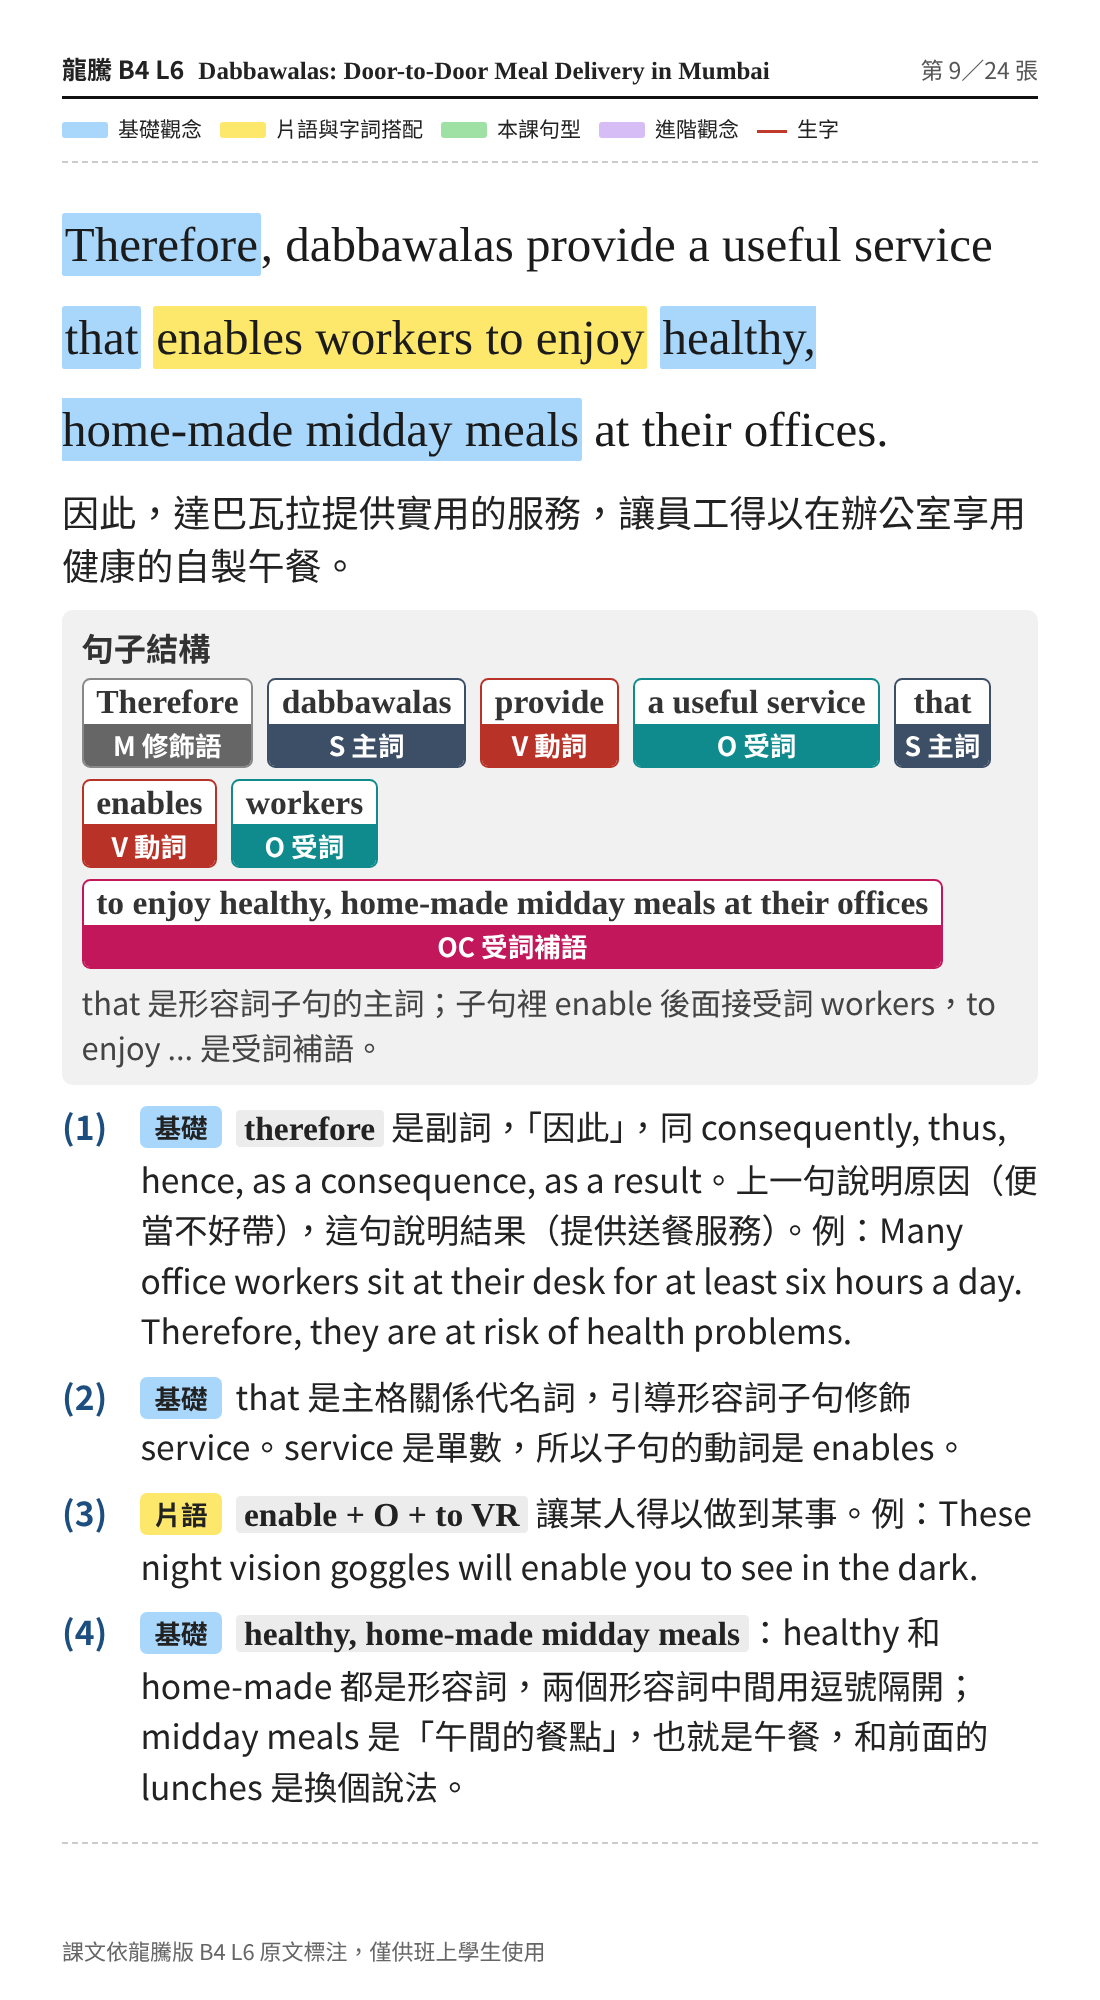 龍騰 B4 L6 Dabbawalas: Door-to-Door Meal Delivery in Mumbai 第 9／24 張
基礎觀念 片語與字詞搭配 本課句型 進階觀念 生字
Therefore, dabbawalas provide a useful service
that enables workers to enjoy healthy,
home-made midday meals at their offices.
因此，達巴瓦拉提供實用的服務，讓員工得以在辦公室享用
健康的自製午餐。
句子結構
Therefore dabbawalas provide a useful service that
M 修飾語 S 主詞 V 動詞 O 受詞 S 主詞
enables workers
V 動詞 O 受詞
to enjoy healthy, home-made midday meals at their offices
OC 受詞補語
that 是形容詞子句的主詞；子句裡 enable 後面接受詞 workers，to
enjoy ... 是受詞補語。
(1) 基礎 therefore 是副詞，「因此」，同 consequently, thus,
hence, as a consequence, as a result。上一句說明原因（便
當不好帶），這句說明結果（提供送餐服務）。例：Many
office workers sit at their desk for at least six hours a day.
Therefore, they are at risk of health problems.
(2) 基礎 that 是主格關係代名詞，引導形容詞子句修飾
service。service 是單數，所以子句的動詞是 enables。
(3) 片語 enable + O + to VR 讓某人得以做到某事。例：These
night vision goggles will enable you to see in the dark.
(4) 基礎 healthy, home-made midday meals：healthy 和
home-made 都是形容詞，兩個形容詞中間用逗號隔開；
midday meals 是「午間的餐點」，也就是午餐，和前面的
lunches 是換個說法。
課文依龍騰版 B4 L6 原文標注，僅供班上學生使用